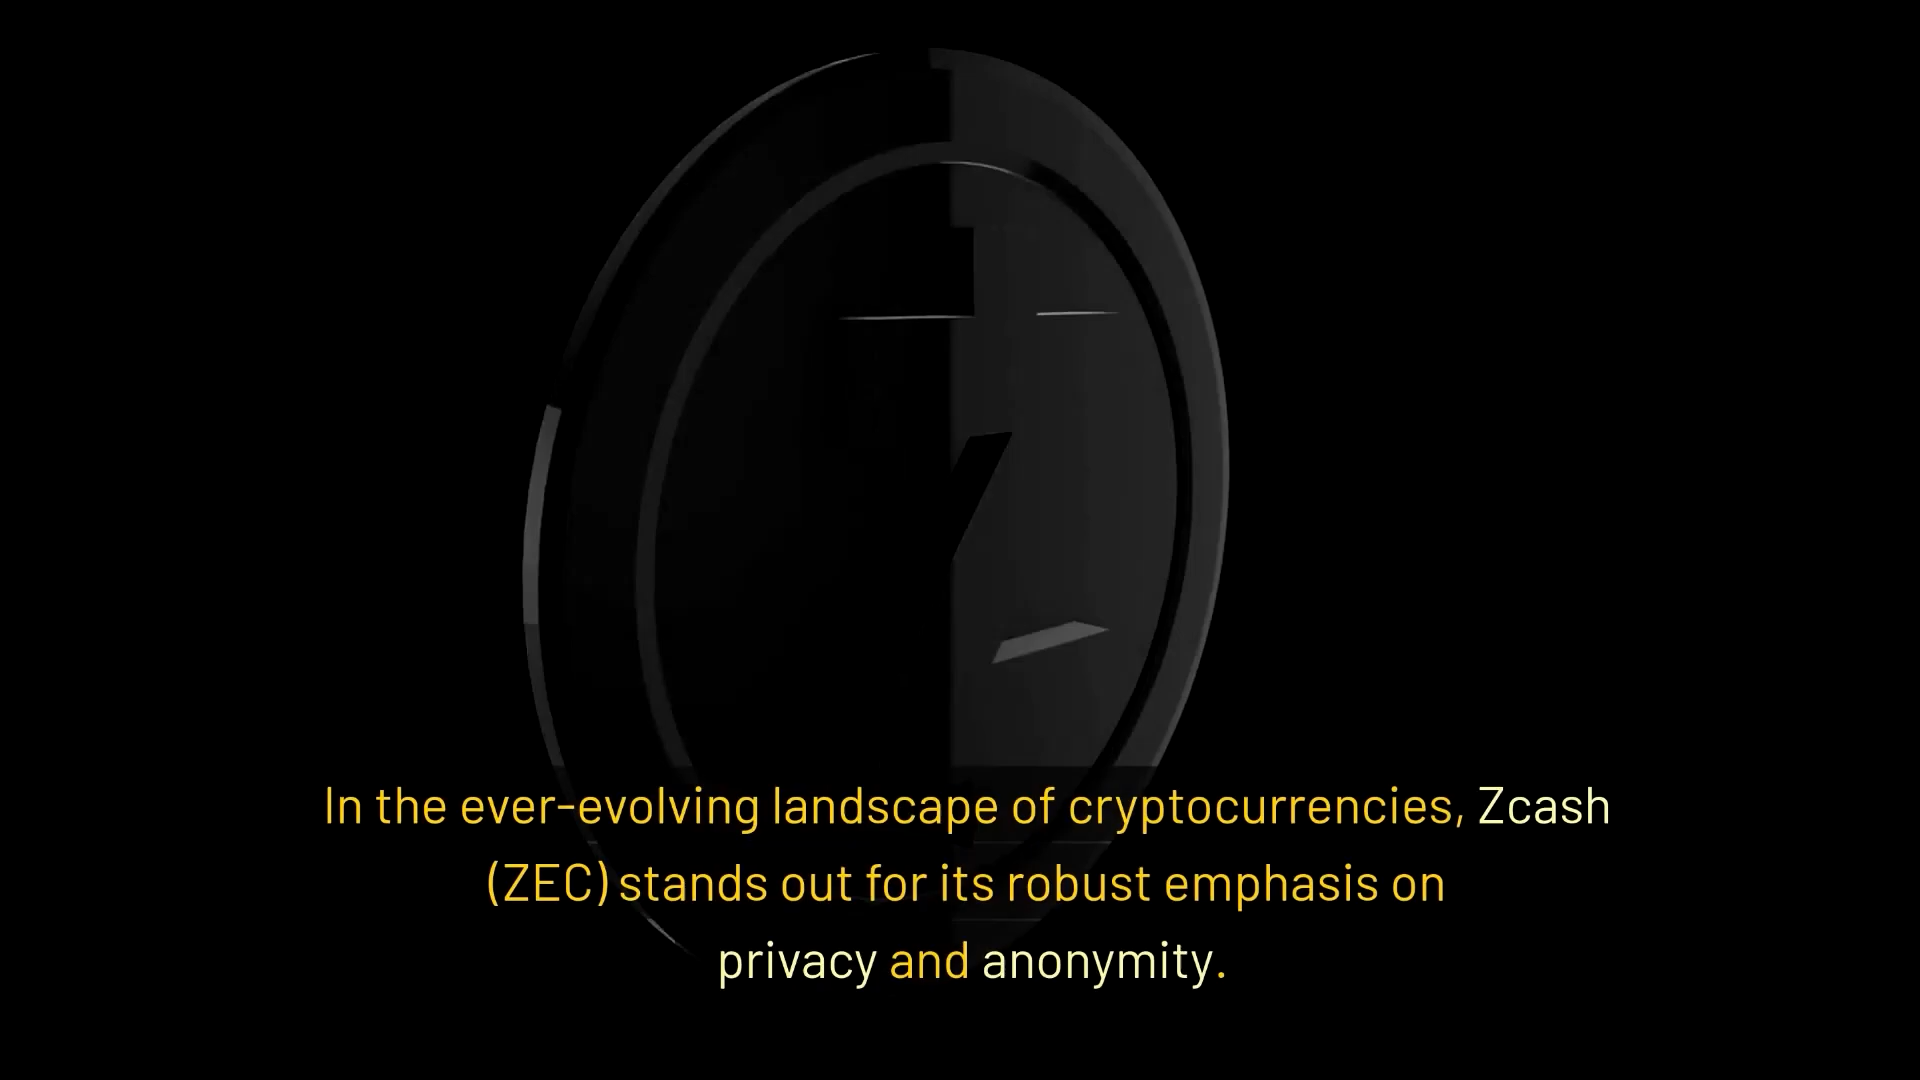 In the ever-evolving landscape of cryptocurrencies, Zcash
(ZEC) stands out for its robust emphasis on
privacy and anonymity.